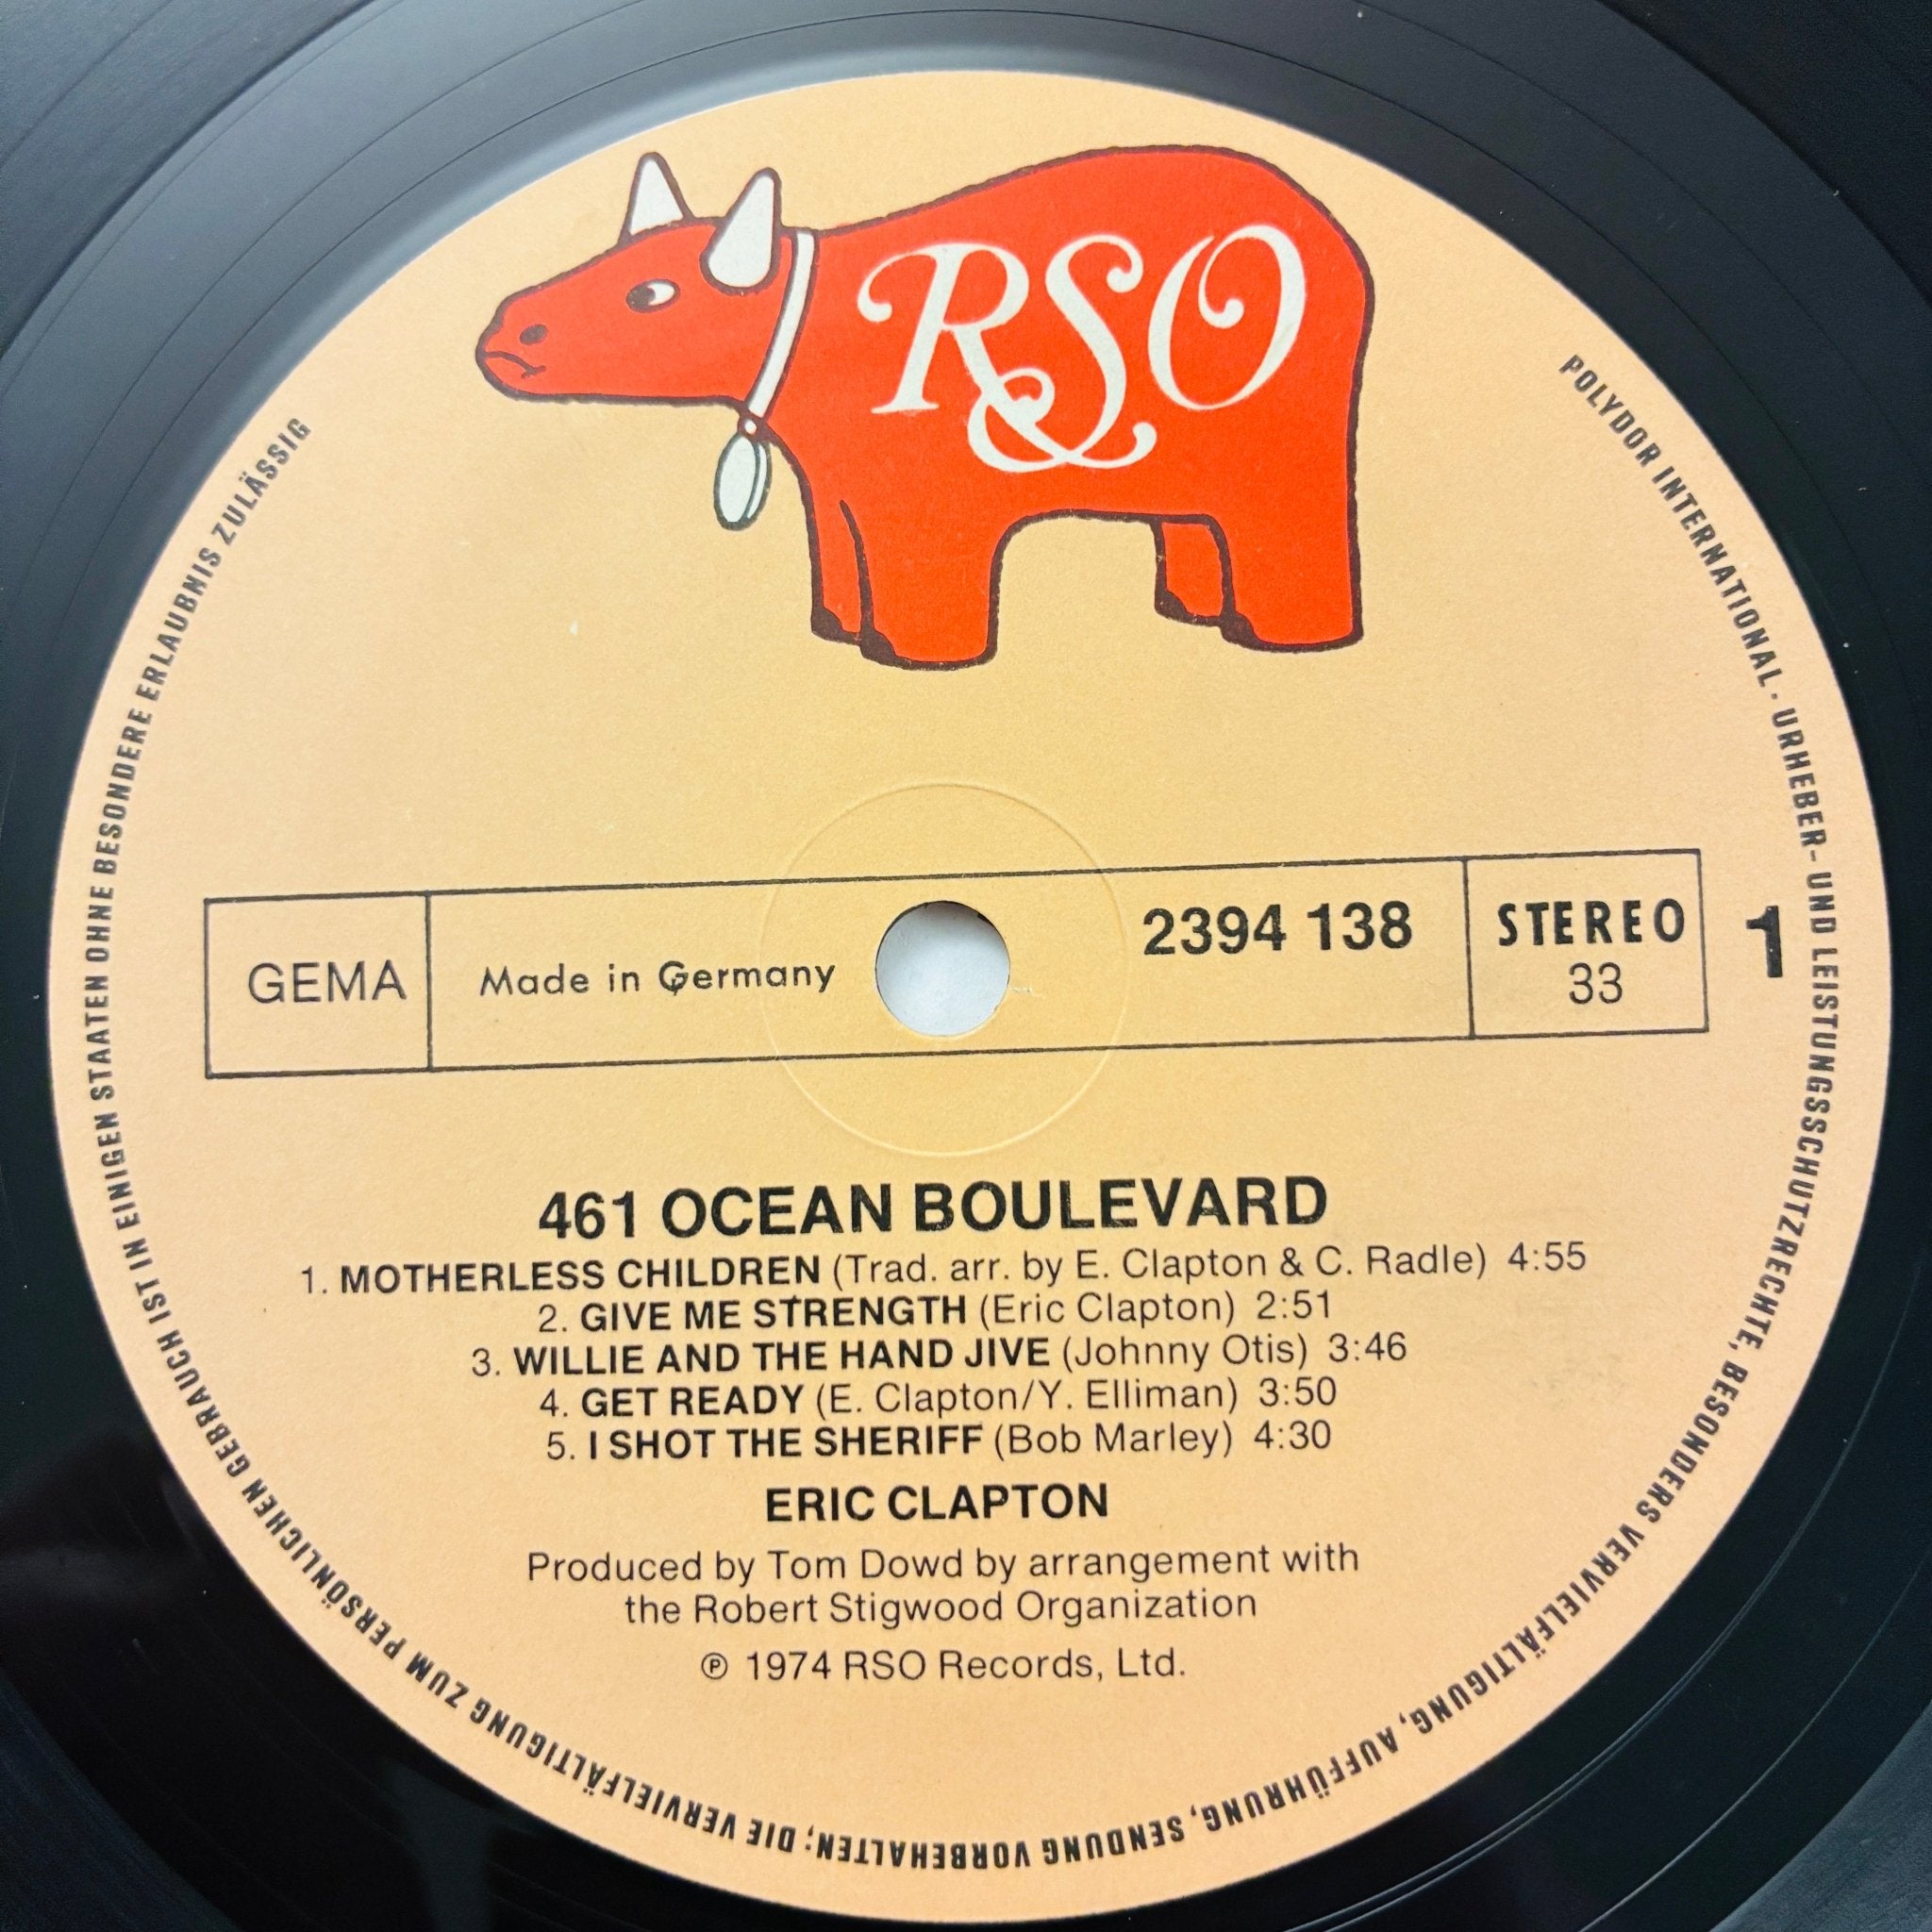 RSO
GEMA
Made in Germany
2394 138
STEREO
33
1
461 OCEAN BOULEVARD
1. MOTHERLESS CHILDREN (Trad. arr. by E. Clapton & C. Radle) 4:55
2. GIVE ME STRENGTH (Eric Clapton) 2:51
3. WILLIE AND THE HAND JIVE (Johnny Otis) 3:46
4. GET READY (E. Clapton/Y. Elliman) 3:50
5. I SHOT THE SHERIFF (Bob Marley) 4:30
ERIC CLAPTON
Produced by Tom Dowd by arrangement with
the Robert Stigwood Organization
℗ 1974 RSO Records, Ltd.
POLYDOR INTERNATIONAL · URHEBER- UND LEISTUNGSSCHUTZRECHTE, BESONDERS VERVIELFÄLTIGUNG, AUFFÜHRUNG, SENDUNG VORBEHALTEN; DIE VERVIELFÄLTIGUNG ZUM PERSÖNLICHEN GEBRAUCH IST IN EINIGEN STAATEN OHNE BESONDERE ERLAUBNIS ZULÄSSIG